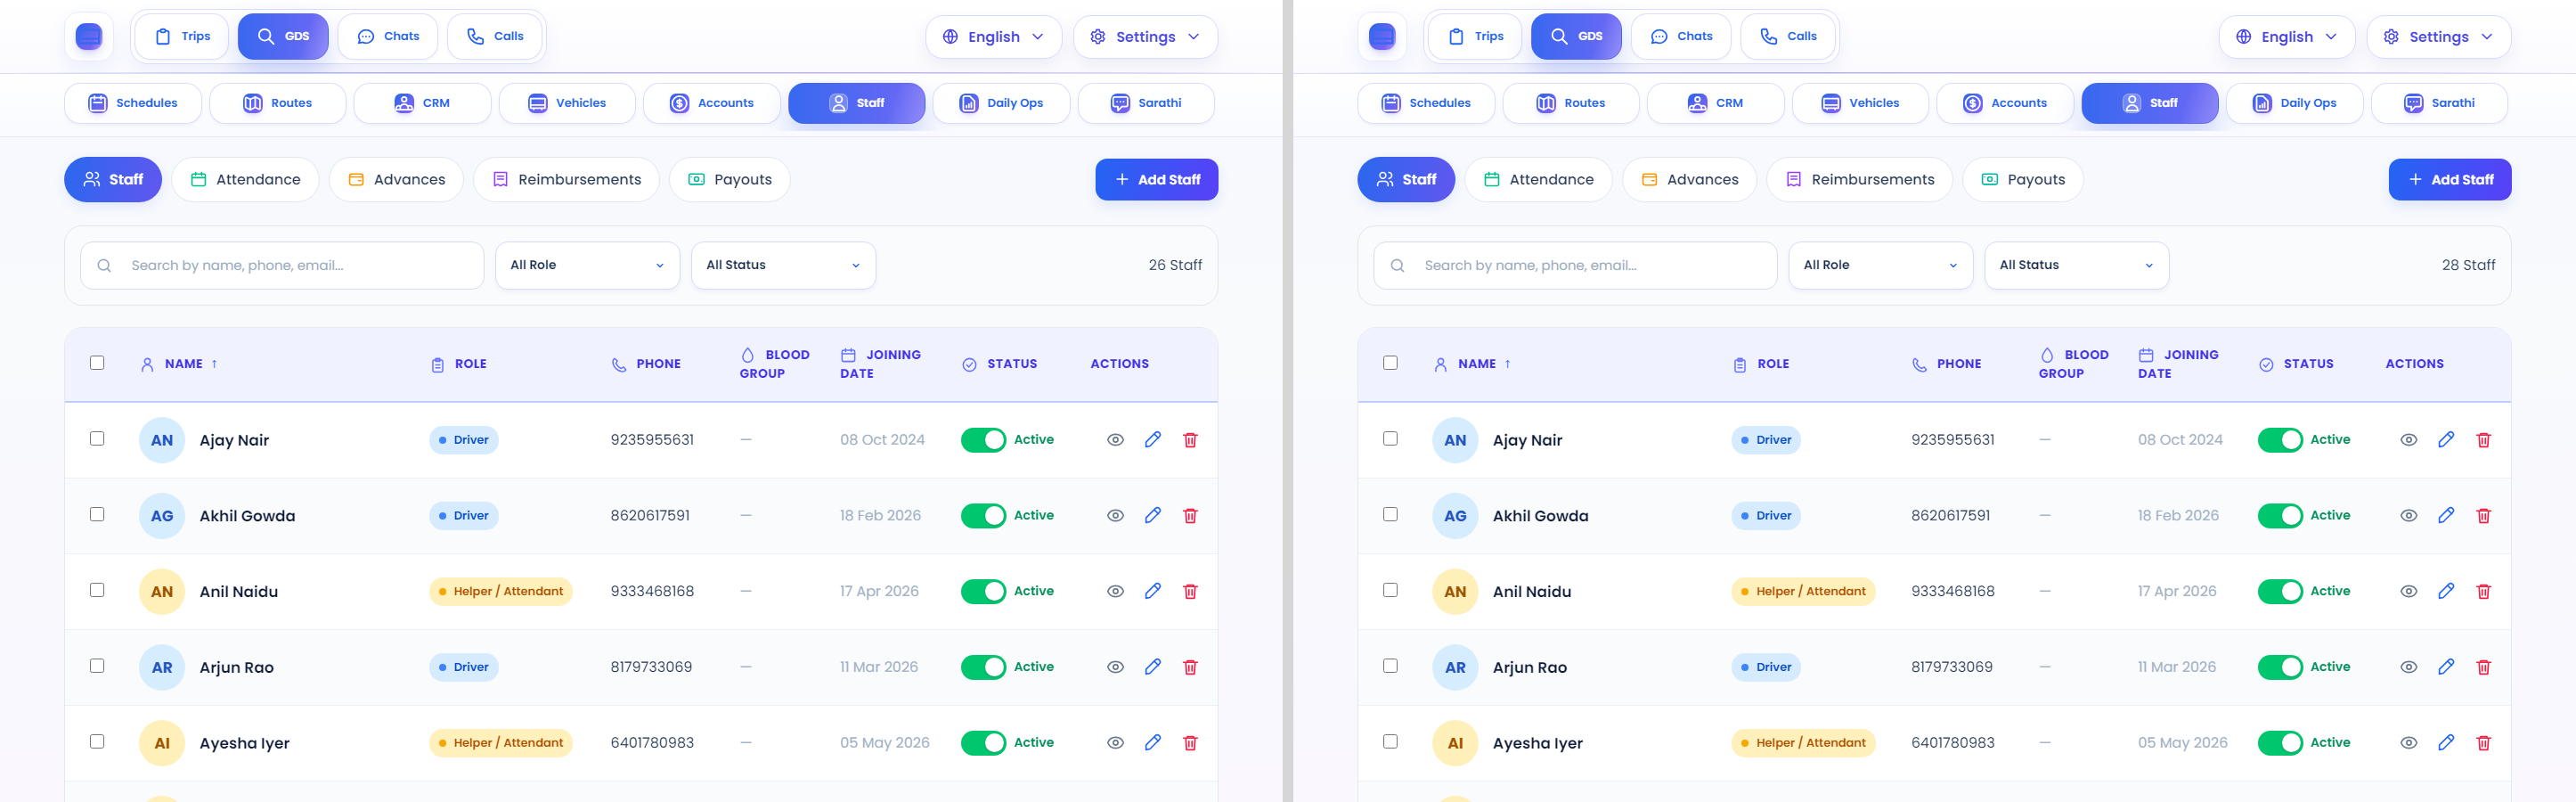 Trips GDS Chats Calls English Settings
Schedules Routes CRM Vehicles Accounts Staff Daily Ops Sarathi
Staff Attendance Advances Reimbursements Payouts + Add Staff
Search by name, phone, email... All Role All Status 26 Staff
NAME ↑ ROLE PHONE BLOOD GROUP JOINING DATE STATUS ACTIONS
AN Ajay Nair Driver 9235955631 — 08 Oct 2024 Active
AG Akhil Gowda Driver 8620617591 — 18 Feb 2026 Active
AN Anil Naidu Helper / Attendant 9333468168 — 17 Apr 2026 Active
AR Arjun Rao Driver 8179733069 — 11 Mar 2026 Active
AI Ayesha Iyer Helper / Attendant 6401780983 — 05 May 2026 Active
Trips GDS Chats Calls English Settings
Schedules Routes CRM Vehicles Accounts Staff Daily Ops Sarathi
Staff Attendance Advances Reimbursements Payouts + Add Staff
Search by name, phone, email... All Role All Status 28 Staff
NAME ↑ ROLE PHONE BLOOD GROUP JOINING DATE STATUS ACTIONS
AN Ajay Nair Driver 9235955631 — 08 Oct 2024 Active
AG Akhil Gowda Driver 8620617591 — 18 Feb 2026 Active
AN Anil Naidu Helper / Attendant 9333468168 — 17 Apr 2026 Active
AR Arjun Rao Driver 8179733069 — 11 Mar 2026 Active
AI Ayesha Iyer Helper / Attendant 6401780983 — 05 May 2026 Active